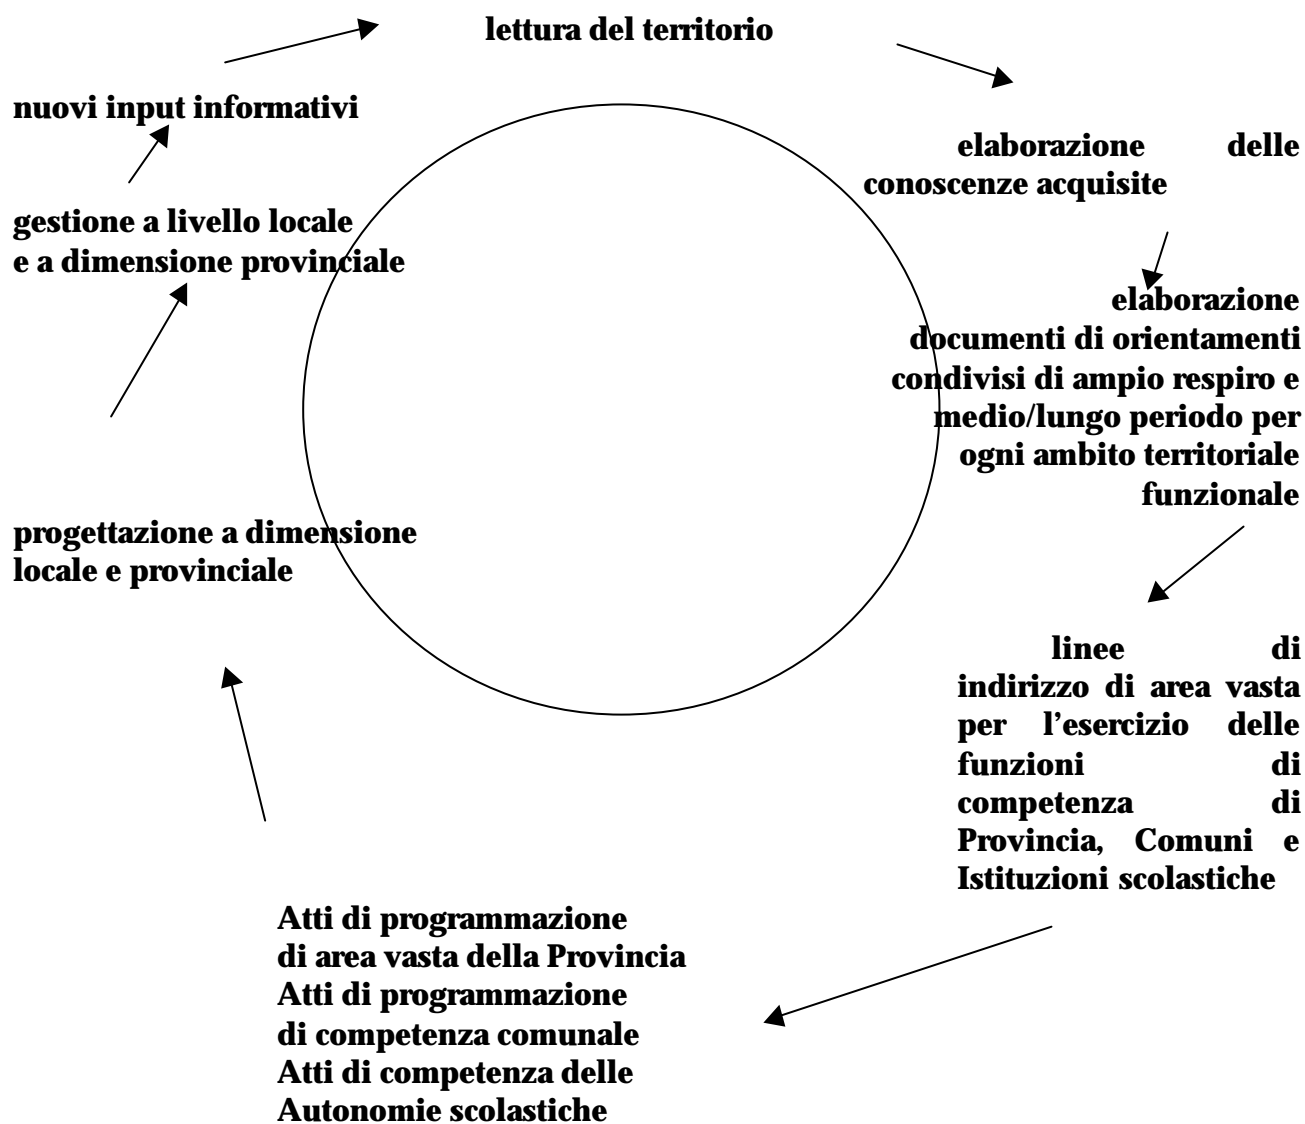 lettura del territorio
elaborazione delle
conoscenze acquisite
elaborazione
documenti di orientamenti
condivisi di ampio respiro e
medio/lungo periodo per
ogni ambito territoriale
funzionale
linee di
indirizzo di area vasta
per l'esercizio delle
funzioni di
competenza di
Provincia, Comuni e
Istituzioni scolastiche
Atti di programmazione
di area vasta della Provincia
Atti di programmazione
di competenza comunale
Atti di competenza delle
Autonomie scolastiche
progettazione a dimensione
locale e provinciale
gestione a livello locale
e a dimensione provinciale
nuovi input informativi